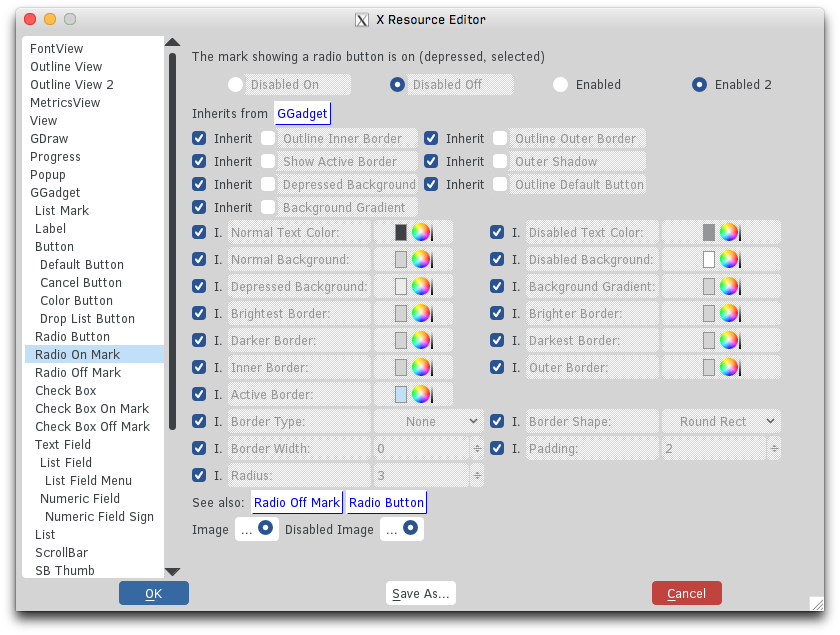 X Resource Editor
FontView
Outline View
Outline View 2
MetricsView
View
GDraw
Progress
Popup
GGadget
List Mark
Label
Button
Default Button
Cancel Button
Color Button
Drop List Button
Radio Button
Radio On Mark
Radio Off Mark
Check Box
Check Box On Mark
Check Box Off Mark
Text Field
List Field
List Field Menu
Numeric Field
Numeric Field Sign
List
ScrollBar
SB Thumb
The mark showing a radio button is on (depressed, selected)
Disabled On Disabled Off Enabled Enabled 2
Inherits from GGadget
Inherit Outline Inner Border Inherit Outline Outer Border
Inherit Show Active Border Inherit Outer Shadow
Inherit Depressed Background Inherit Outline Default Button
Inherit Background Gradient
I. Normal Text Color: I. Disabled Text Color:
I. Normal Background: I. Disabled Background:
I. Depressed Background: I. Background Gradient:
I. Brightest Border: I. Brighter Border:
I. Darker Border: I. Darkest Border:
I. Inner Border: I. Outer Border:
I. Active Border:
I. Border Type: None I. Border Shape: Round Rect
I. Border Width: 0 I. Padding: 2
I. Radius: 3
See also: Radio Off Mark Radio Button
Image ... Disabled Image ...
OK Save As... Cancel